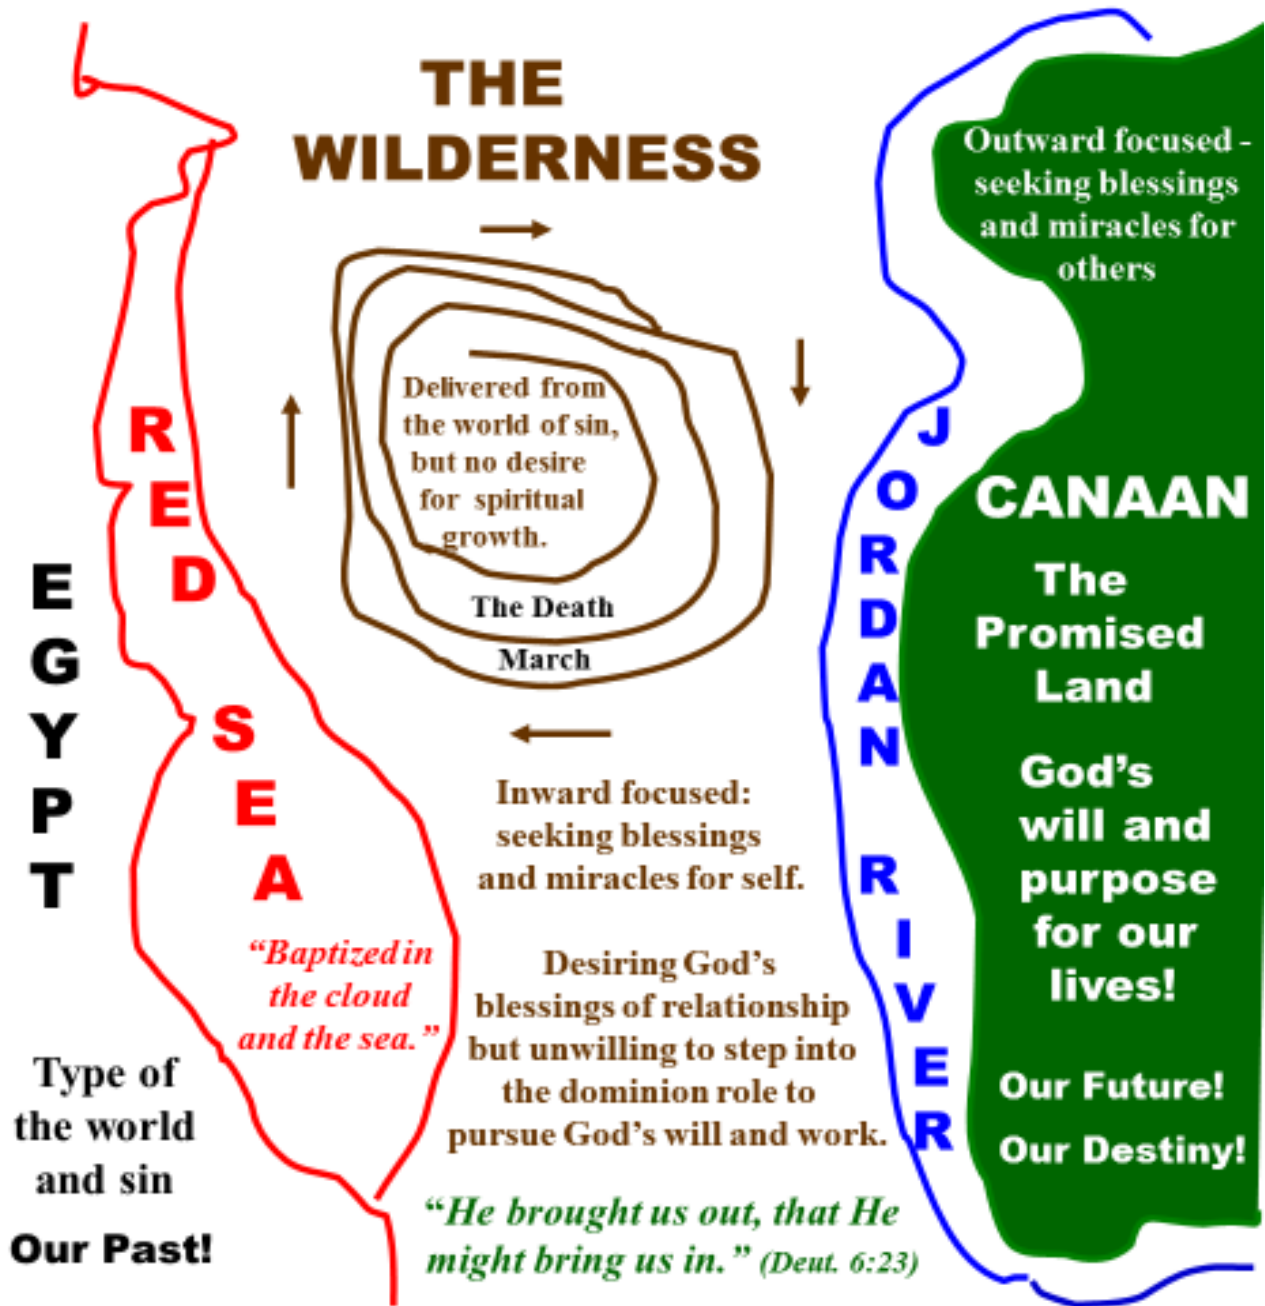 THE
WILDERNESS
Outward focused -
seeking blessings
and miracles for
others
Delivered from
the world of sin,
but no desire
for spiritual
growth.
The Death
March
RED SEA
EGYPT
JORDAN RIVER
CANAAN
The
Promised
Land
God's
will and
purpose
for our
lives!
Our Future!
Our Destiny!
Inward focused:
seeking blessings
and miracles for self.
“Baptized in
the cloud
and the sea.”
Desiring God's
blessings of relationship
but unwilling to step into
the dominion role to
pursue God's will and work.
Type of
the world
and sin
Our Past!
“He brought us out, that He
might bring us in.” (Deut. 6:23)